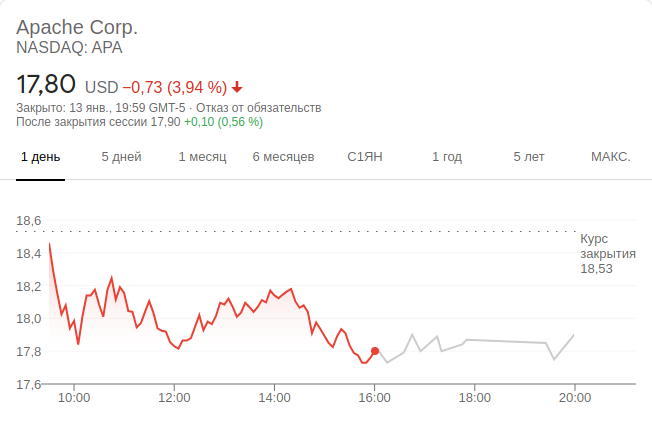 Apache Corp.
NASDAQ: APA
17,80 USD −0,73 (3,94 %)
Закрыто: 13 янв., 19:59 GMT-5 · Отказ от обязательств
После закрытия сессии 17,90 +0,10 (0,56 %)
1 день 5 дней 1 месяц 6 месяцев С1ЯН 1 год 5 лет МАКС.
18,6
Курс
закрытия
18,53
18,4
18,2
18,0
17,8
17,6
10:00 12:00 14:00 16:00 18:00 20:00